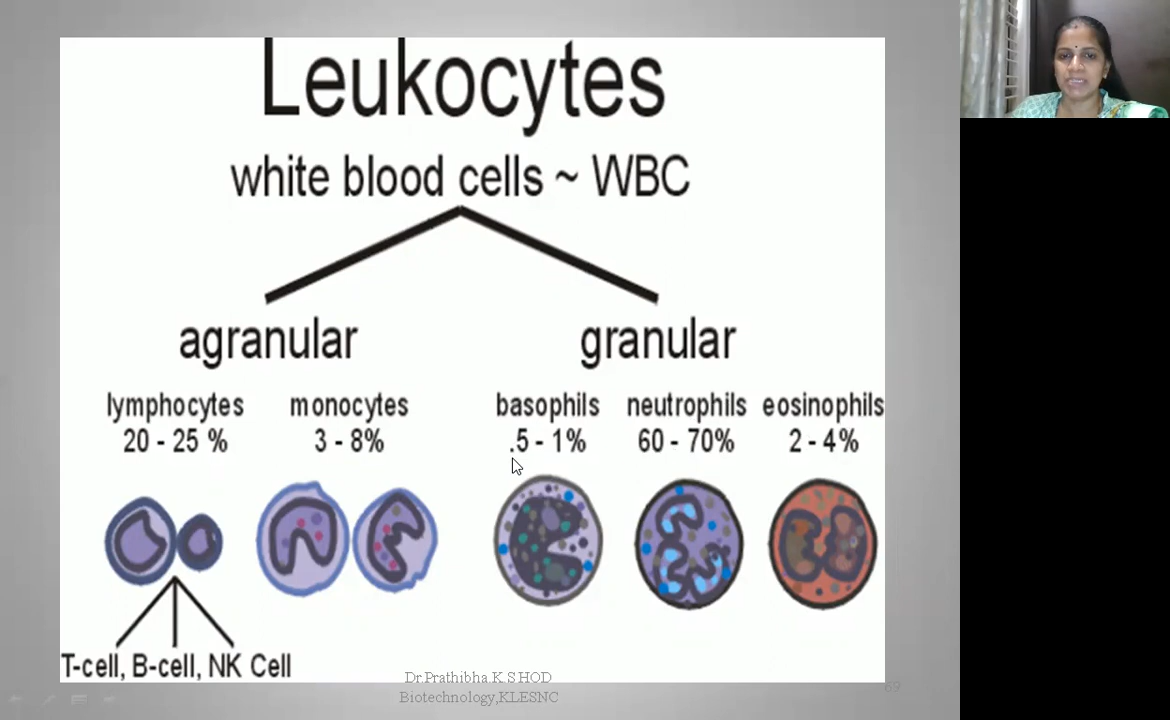 Leukocytes
white blood cells ~ WBC
agranular granular
lymphocytes monocytes basophils neutrophils eosinophils
20 - 25 % 3 - 8% .5 - 1% 60 - 70% 2 - 4%
T-cell, B-cell, NK Cell
Dr.Prathibha K S HOD
Biotechnology,KLESNC
69